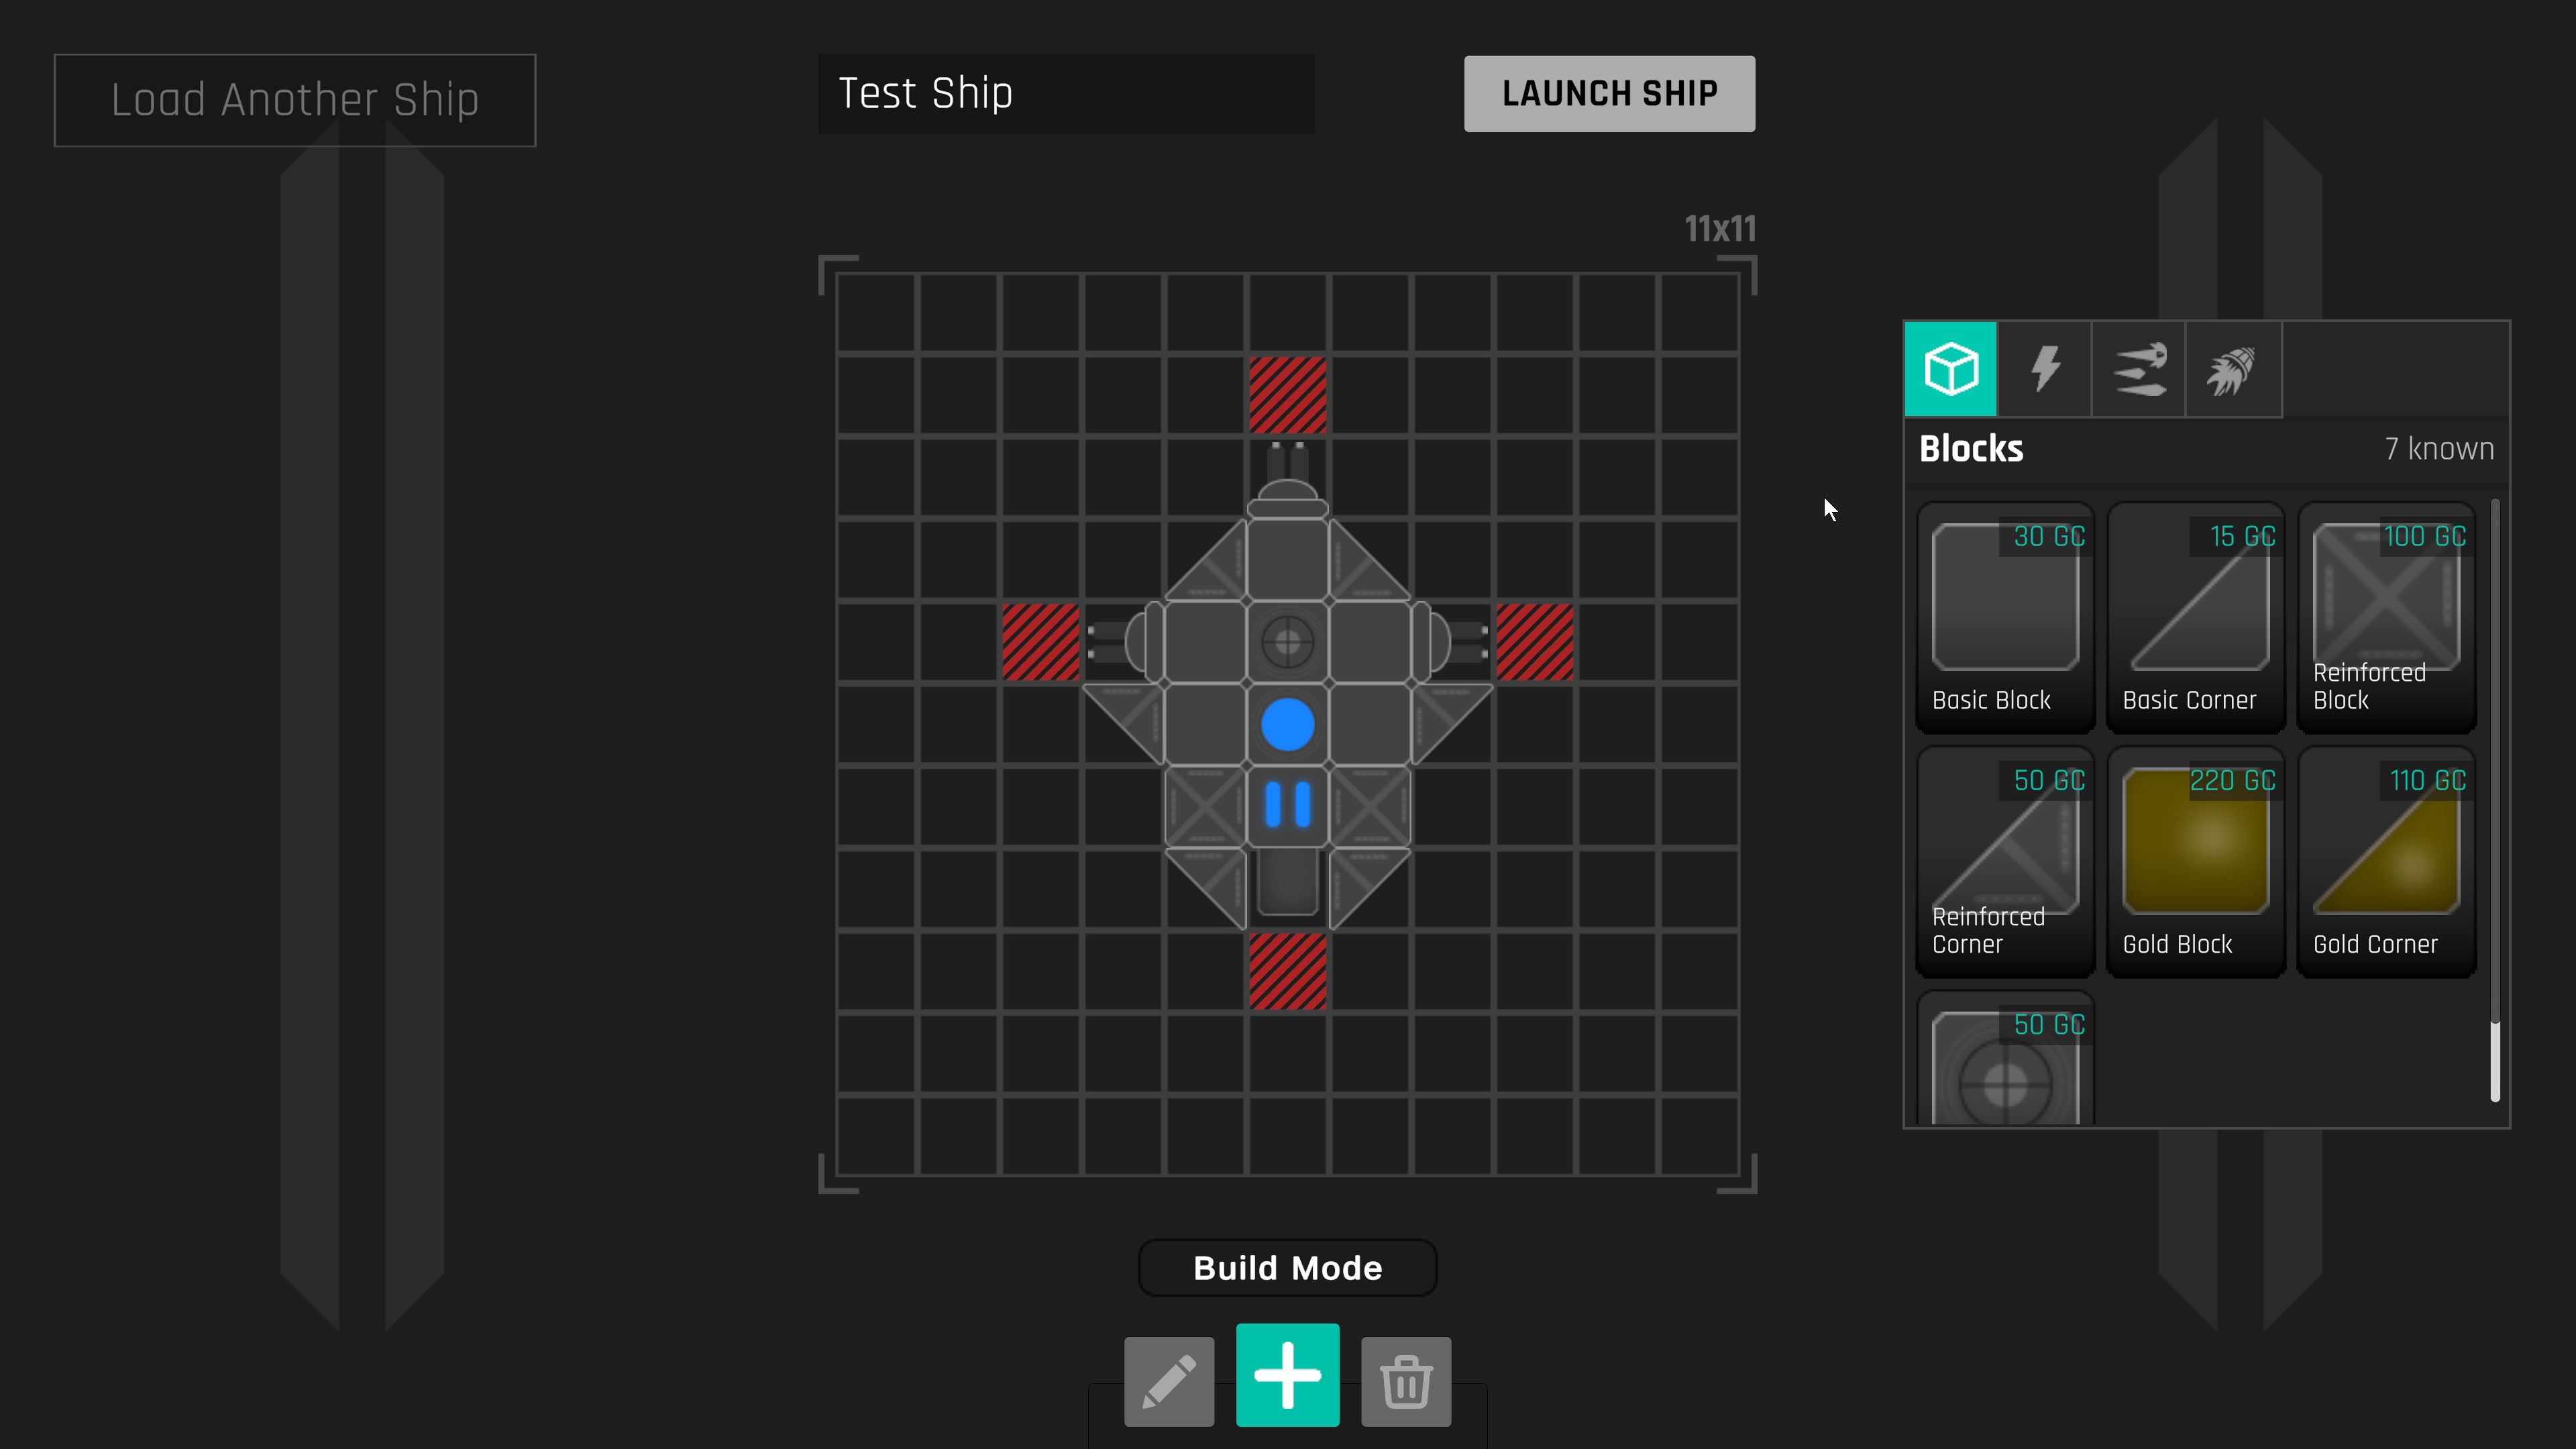 Load Another Ship
Test Ship
LAUNCH SHIP
11x11
Blocks
7 known
30 GC
Basic Block
15 GC
Basic Corner
100 GC
Reinforced
Block
50 GC
Reinforced
Corner
220 GC
Gold Block
110 GC
Gold Corner
50 GC
Build Mode